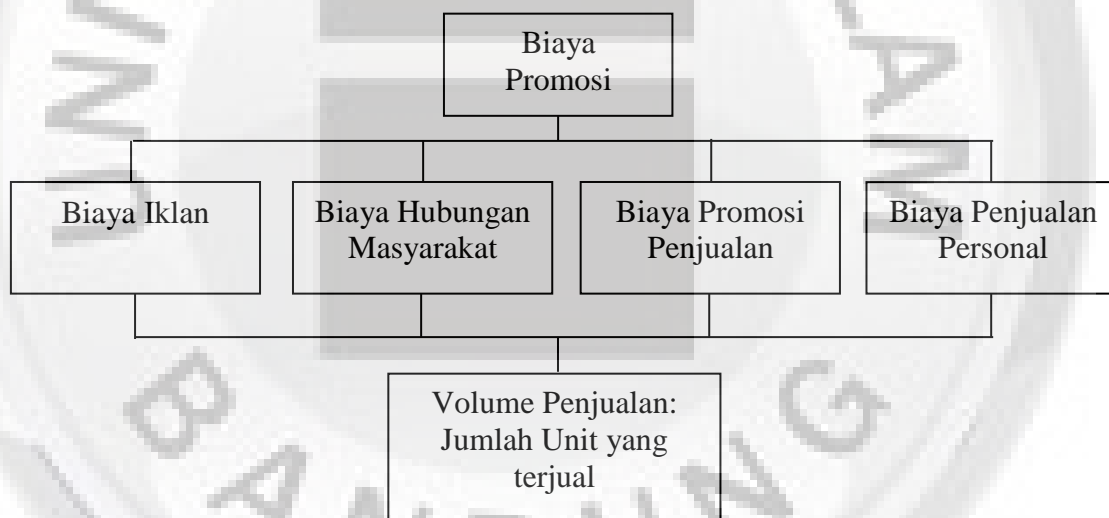 Biaya
Promosi
Biaya Iklan
Biaya Hubungan
Masyarakat
Biaya Promosi
Penjualan
Biaya Penjualan
Personal
Volume Penjualan:
Jumlah Unit yang
terjual
BANDUNG